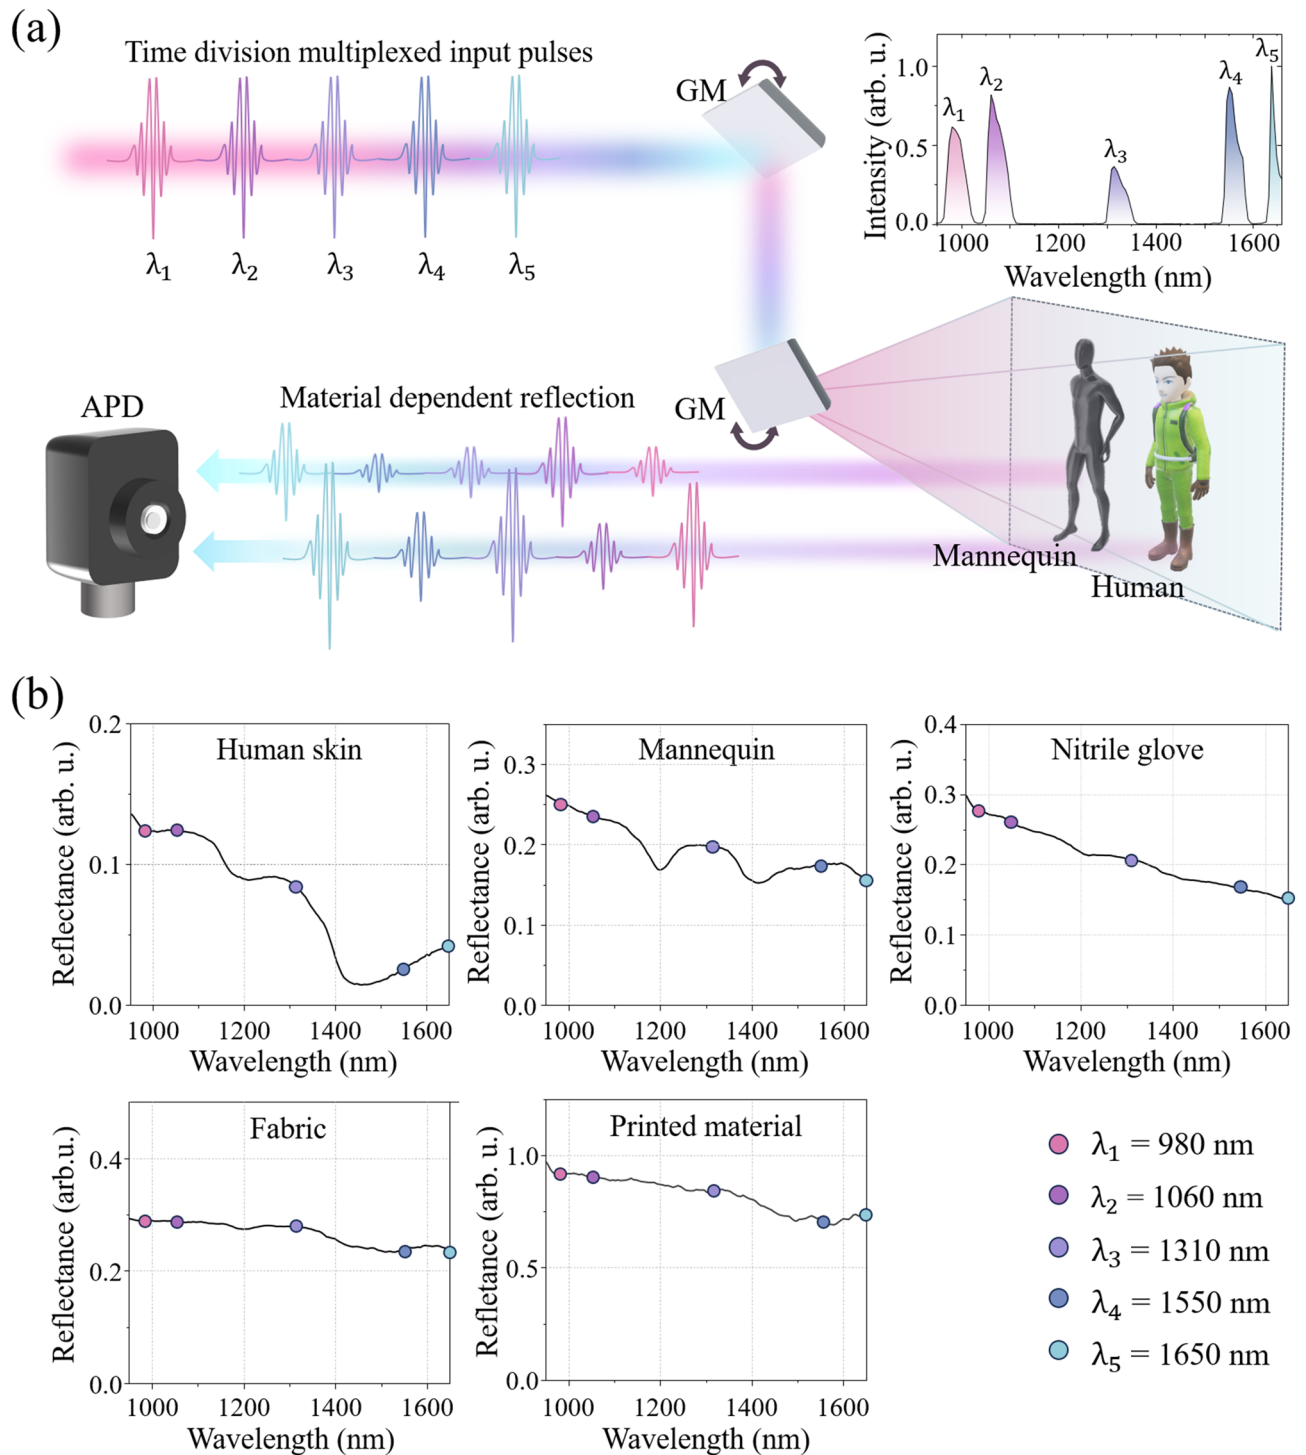 (a)
Time division multiplexed input pulses
λ1
λ2
λ3
λ4
λ5
GM
Intensity (arb. u.)
1.0
0.5
0.0
λ1
λ2
λ3
λ4
λ5
1000
1200
1400
1600
Wavelength (nm)
APD
Material dependent reflection
GM
Mannequin
Human
(b)
Reflectance (arb. u.)
0.2
0.1
0.0
Human skin
1000
1200
1400
1600
Wavelength (nm)
Reflectance (arb. u.)
0.3
0.2
0.1
0.0
Mannequin
1000
1200
1400
1600
Wavelength (nm)
Reflectance (arb. u.)
0.4
0.3
0.2
0.1
0.0
Nitrile glove
1000
1200
1400
1600
Wavelength (nm)
Reflectance (arb.u.)
0.4
0.2
0.0
Fabric
1000
1200
1400
1600
Wavelength (nm)
Refletance (arb. u.)
1.0
0.5
0.0
Printed material
1000
1200
1400
1600
Wavelength (nm)
λ1 = 980 nm
λ2 = 1060 nm
λ3 = 1310 nm
λ4 = 1550 nm
λ5 = 1650 nm